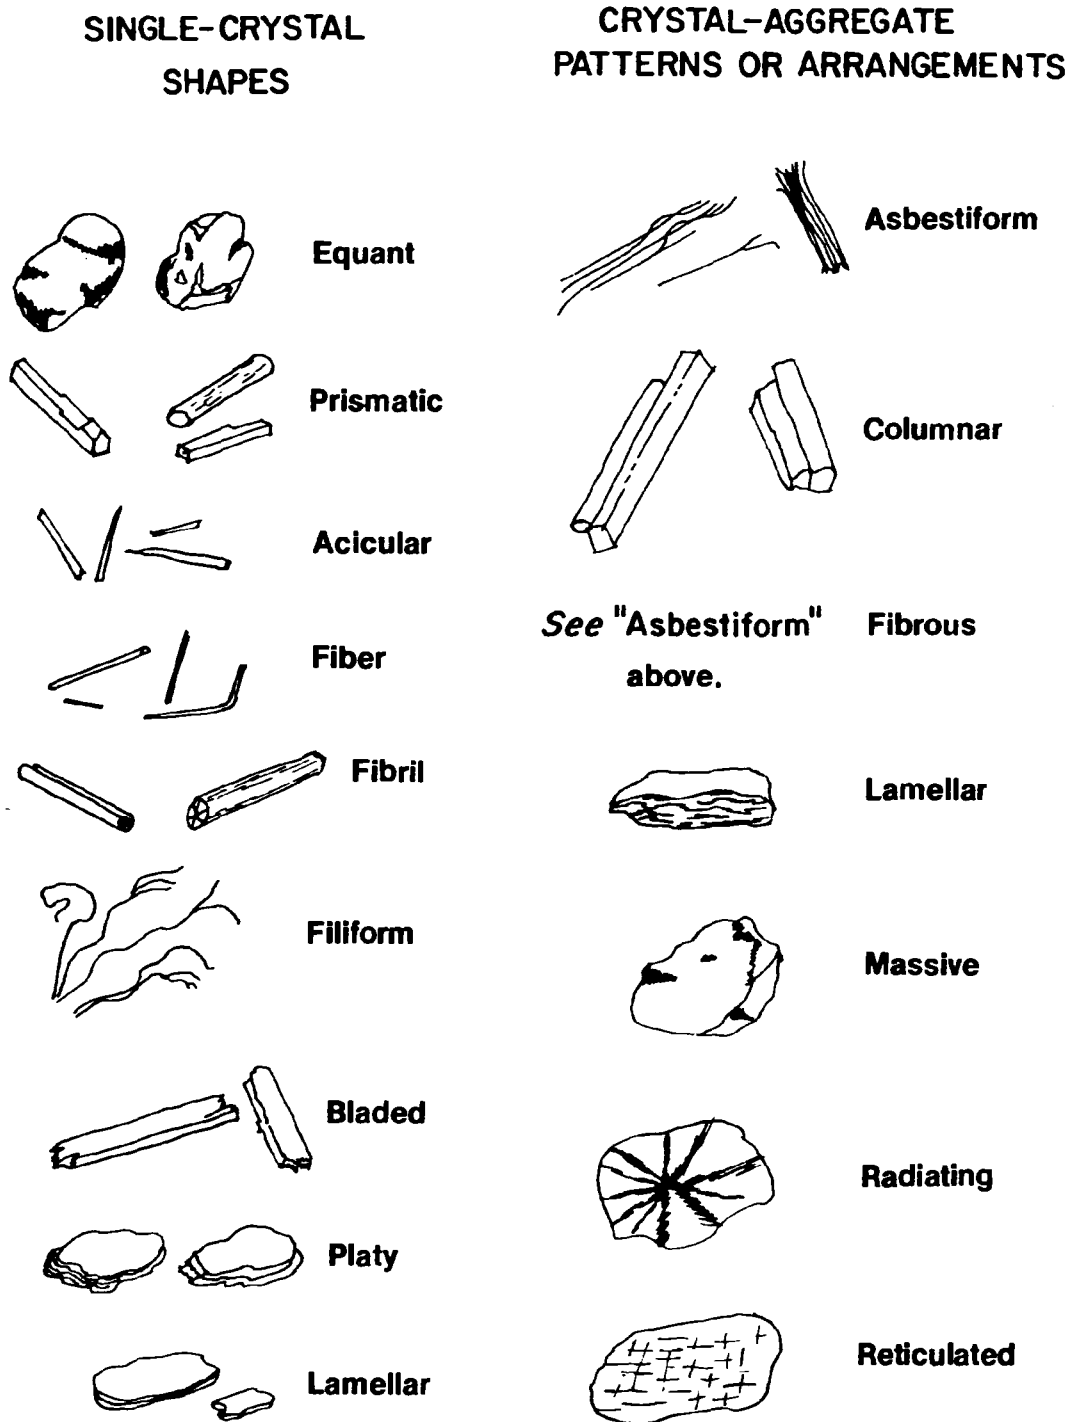 SINGLE-CRYSTAL
SHAPES
Equant
Prismatic
Acicular
Fiber
Fibril
Filiform
Bladed
Platy
Lamellar
CRYSTAL-AGGREGATE
PATTERNS OR ARRANGEMENTS
Asbestiform
Columnar
See "Asbestiform" Fibrous
above.
Lamellar
Massive
Radiating
Reticulated